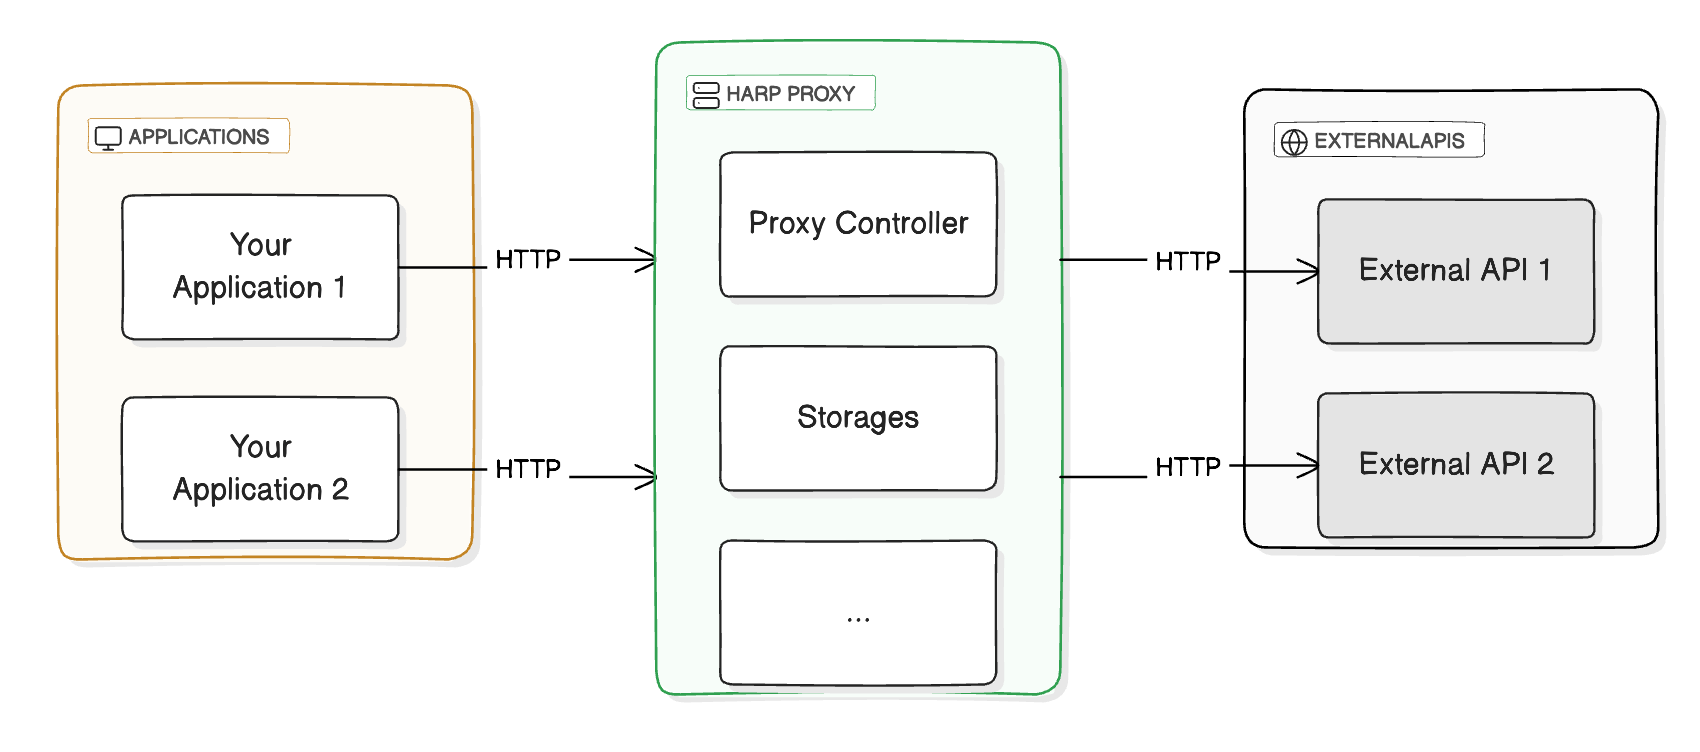 APPLICATIONS
Your
Application 1
Your
Application 2
HTTP
HTTP
HARP PROXY
Proxy Controller
Storages
...
HTTP
HTTP
EXTERNALAPIS
External API 1
External API 2